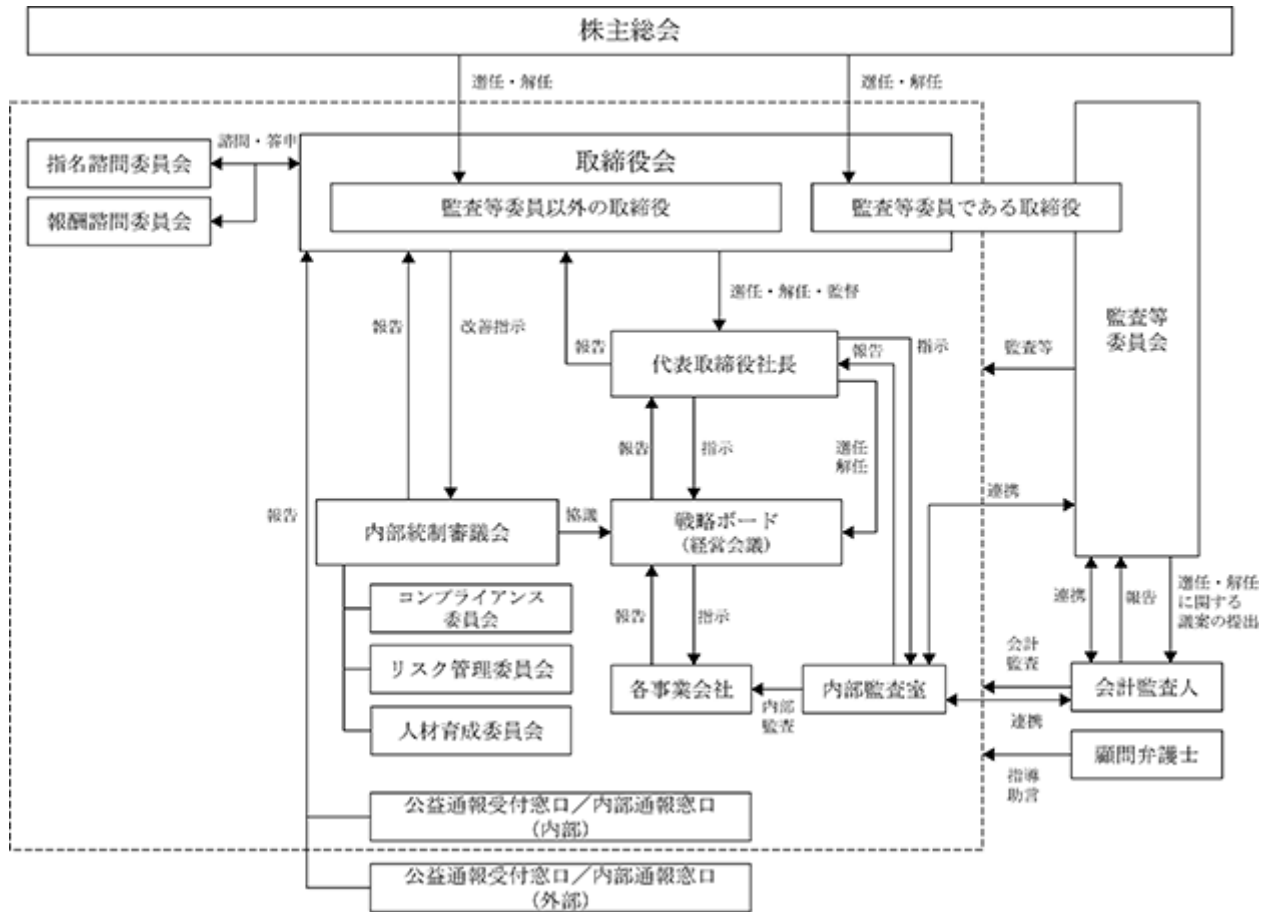 株主総会
選任・解任
選任・解任
諮問・答申
指名諮問委員会
報酬諮問委員会
取締役会
監査等委員以外の取締役
監査等委員である取締役
監査等
委員会
選任・解任・監督
報告
改善指示
報告
代表取締役社長
報告
指示
監査等
報告
指示
選任
解任
報告
内部統制審議会
協議
戦略ボード
(経営会議)
連携
コンプライアンス
委員会
リスク管理委員会
人材育成委員会
報告
指示
各事業会社
内部
監査
内部監査室
連携
報告
選任・解任
に関する
議案の提出
会計
監査
会計監査人
連携
顧問弁護士
指導
助言
公益通報受付窓口／内部通報窓口
(内部)
公益通報受付窓口／内部通報窓口
(外部)